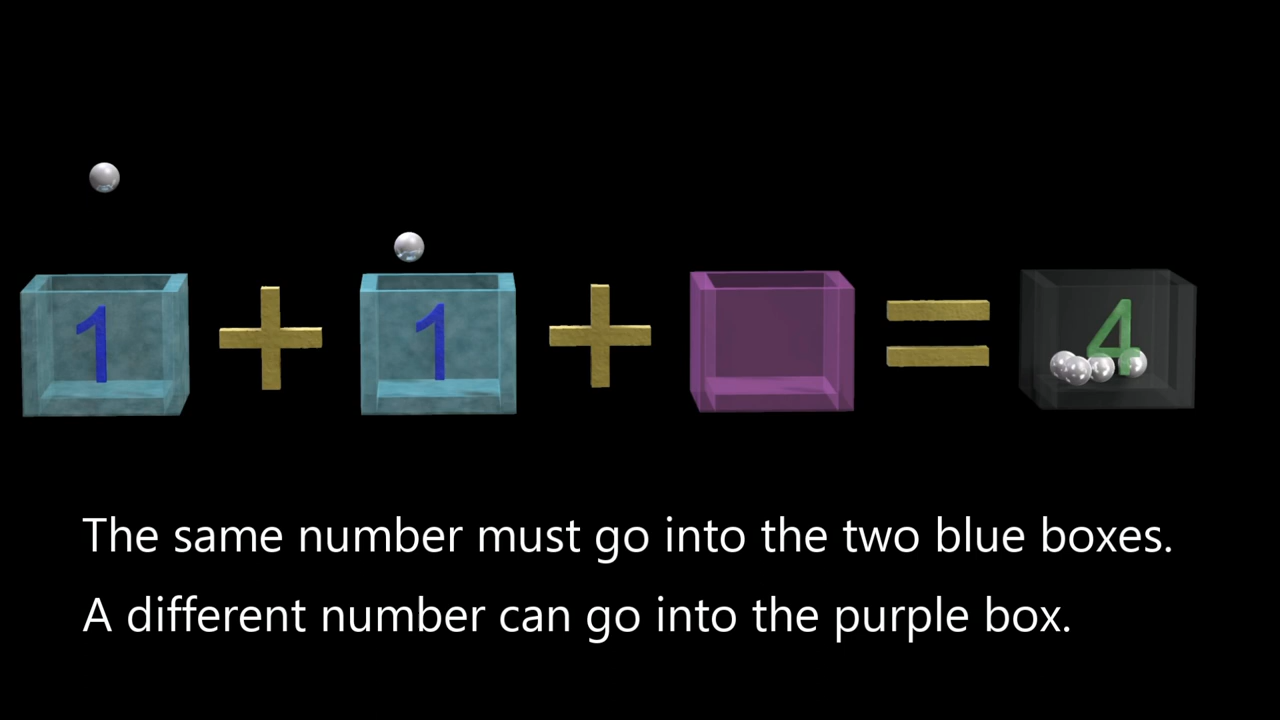 1 + 1 + = 4
The same number must go into the two blue boxes.
A different number can go into the purple box.